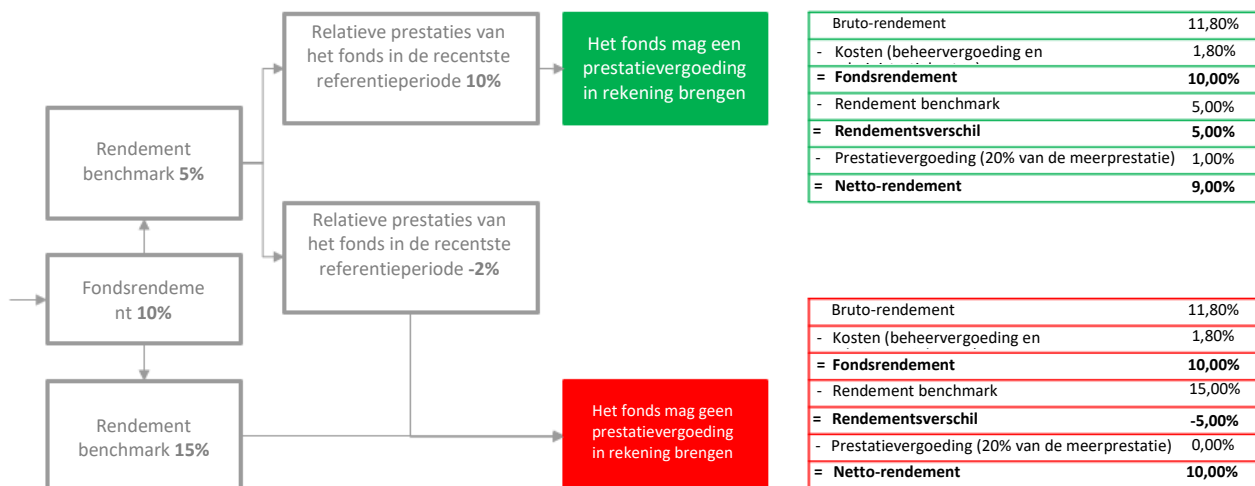 Relatieve prestaties van
het fonds in de recentste
referentieperiode 10%
Het fonds mag een
prestatievergoeding
in rekening brengen
Rendement
benchmark 5%
Relatieve prestaties van
het fonds in de recentste
referentieperiode -2%
Fondsrendeme
nt 10%
Rendement
benchmark 15%
Het fonds mag geen
prestatievergoeding
in rekening brengen
Bruto-rendement 11,80%
- Kosten (beheervergoeding en 1,80%
= Fondsrendement 10,00%
- Rendement benchmark 5,00%
= Rendementsverschil 5,00%
- Prestatievergoeding (20% van de meerprestatie) 1,00%
= Netto-rendement 9,00%
Bruto-rendement 11,80%
- Kosten (beheervergoeding en 1,80%
= Fondsrendement 10,00%
- Rendement benchmark 15,00%
= Rendementsverschil -5,00%
- Prestatievergoeding (20% van de meerprestatie) 0,00%
= Netto-rendement 10,00%